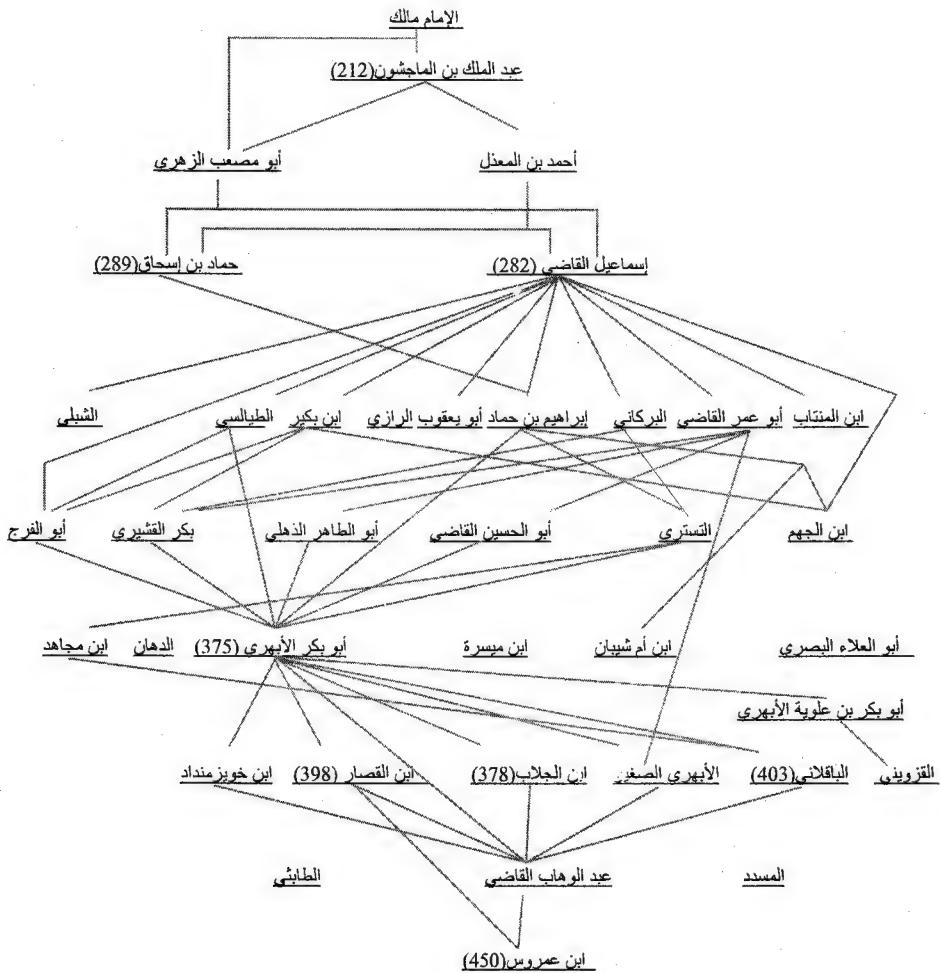 الإمام مالك
عبد الملك بن الماجشون(212)
أبو مصعب الزهري أحمد بن المعذل
إسماعيل القاضي (282) حماد بن إسحاق(289)
ابن المنتاب أبو عمر القاضي البركاني إبراهيم بن حماد أبو يعقوب الرازي ابن بكير الطيالسي الشبلي
ابن الجهم التستري أبو الحسين القاضي أبو الطاهر الذهلي بكر القشيري أبو الفرج
أبو العلاء البصري ابن أم شيبان ابن ميسرة أبو بكر الأبهري (375) الدهان ابن مجاهد
أبو بكر بن علوية الأبهري
القزويني الباقلاني(403) الأبهري الصغير ابن الجلاب(378) ابن القصار (398) ابن خويزمنداد
المسدد عبد الوهاب القاضي الطابثي
ابن عمروس(450)